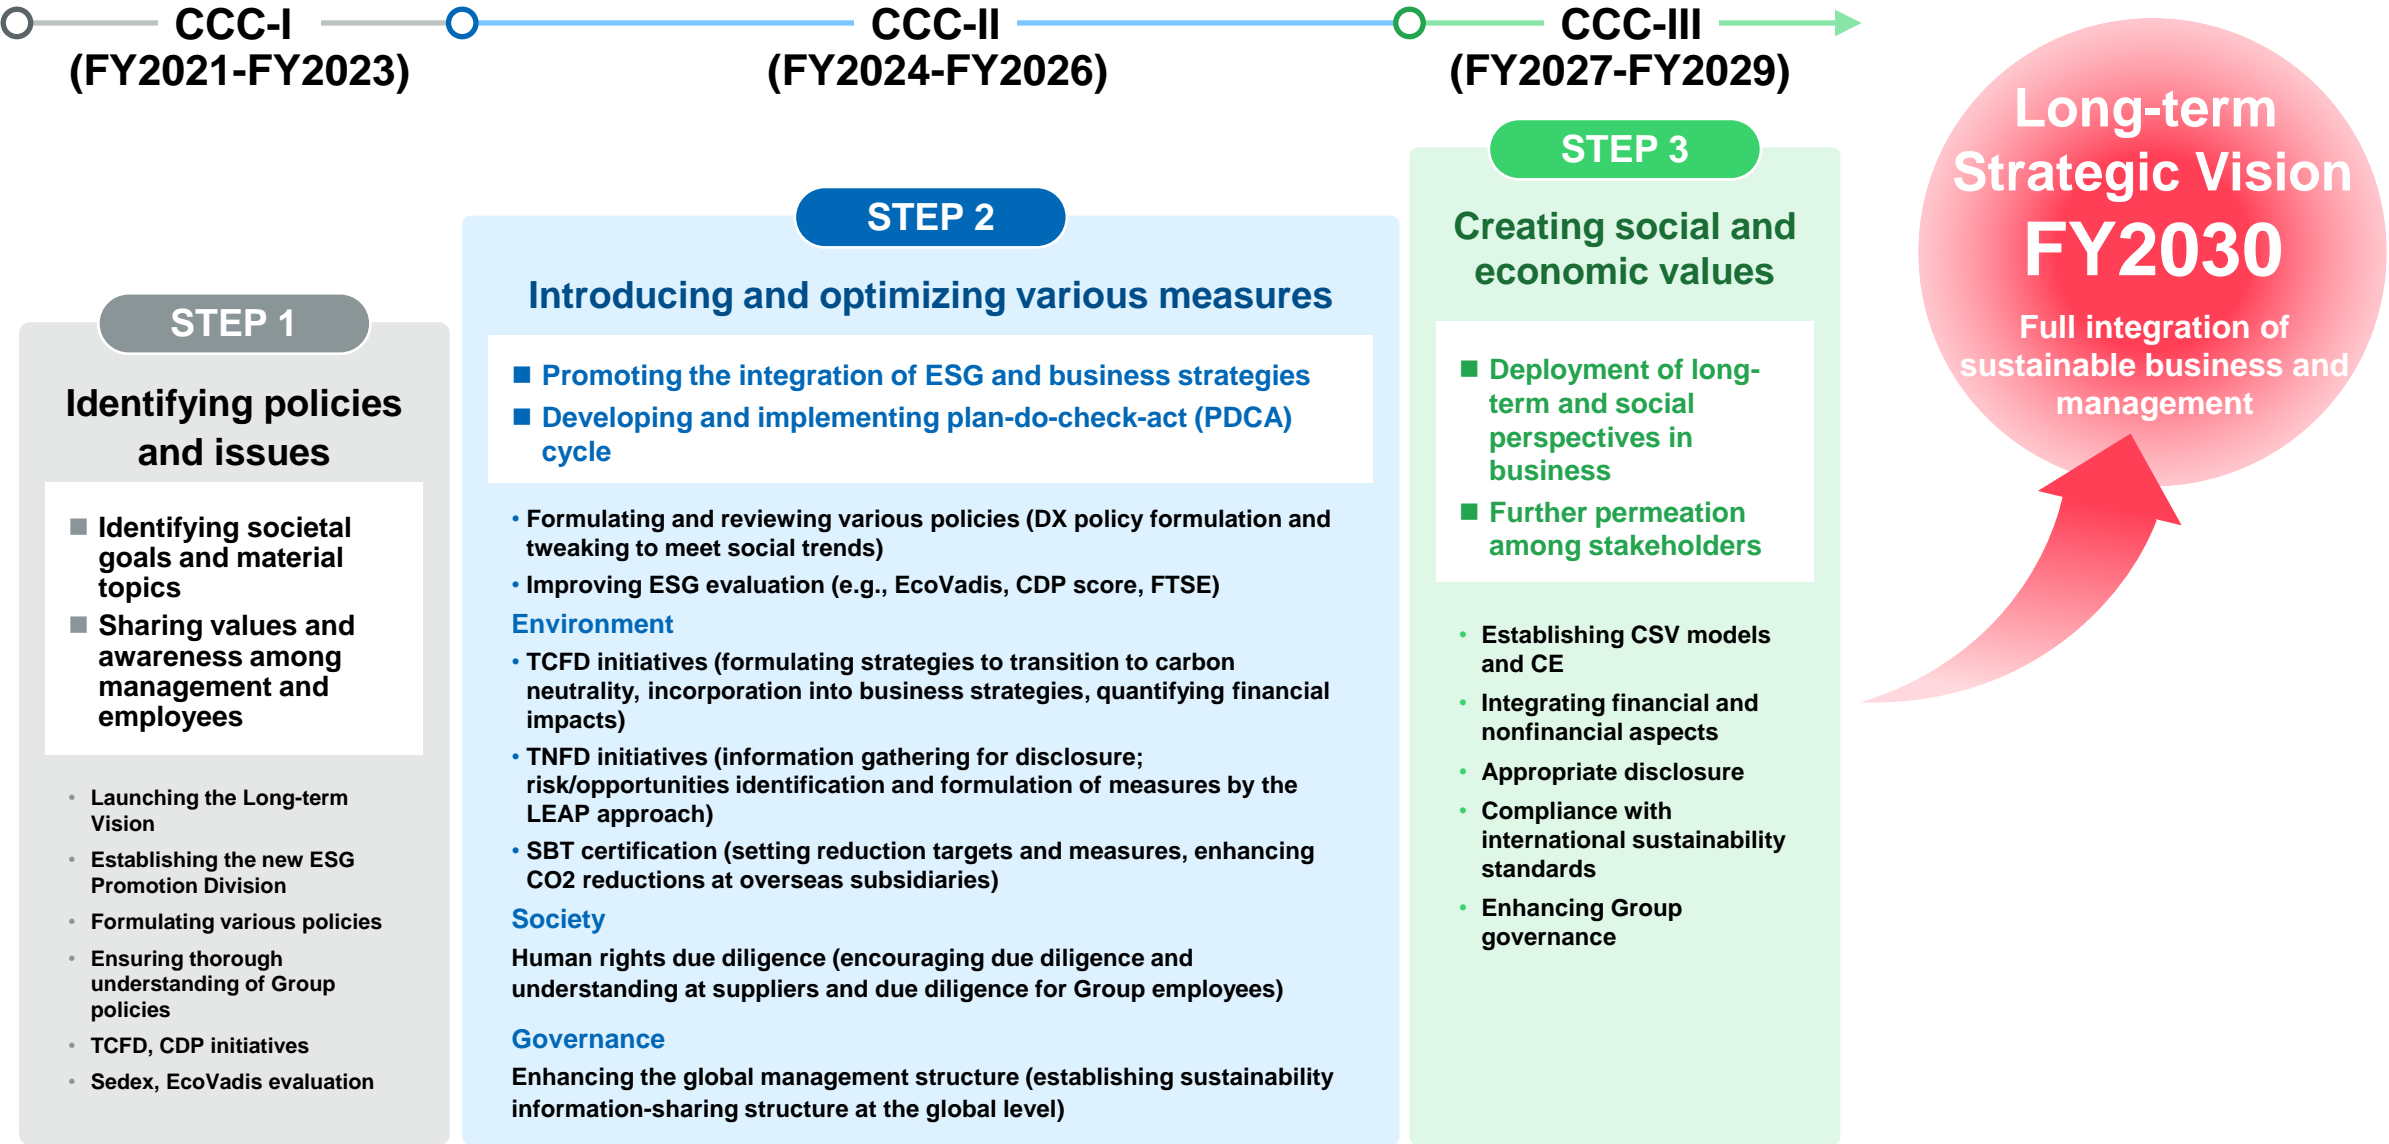 CCC-I
(FY2021-FY2023)
CCC-II
(FY2024-FY2026)
CCC-III
(FY2027-FY2029)
STEP 1
Identifying policies
and issues
■ Identifying societal
goals and material
topics
■ Sharing values and
awareness among
management and
employees
• Launching the Long-term
Vision
• Establishing the new ESG
Promotion Division
• Formulating various policies
• Ensuring thorough
understanding of Group
policies
• TCFD, CDP initiatives
• Sedex, EcoVadis evaluation
STEP 2
Introducing and optimizing various measures
■ Promoting the integration of ESG and business strategies
■ Developing and implementing plan-do-check-act (PDCA)
cycle
• Formulating and reviewing various policies (DX policy formulation and
tweaking to meet social trends)
• Improving ESG evaluation (e.g., EcoVadis, CDP score, FTSE)
Environment
• TCFD initiatives (formulating strategies to transition to carbon
neutrality, incorporation into business strategies, quantifying financial
impacts)
• TNFD initiatives (information gathering for disclosure;
risk/opportunities identification and formulation of measures by the
LEAP approach)
• SBT certification (setting reduction targets and measures, enhancing
CO2 reductions at overseas subsidiaries)
Society
Human rights due diligence (encouraging due diligence and
understanding at suppliers and due diligence for Group employees)
Governance
Enhancing the global management structure (establishing sustainability
information-sharing structure at the global level)
STEP 3
Creating social and
economic values
■ Deployment of long-
term and social
perspectives in
business
■ Further permeation
among stakeholders
• Establishing CSV models
and CE
• Integrating financial and
nonfinancial aspects
• Appropriate disclosure
• Compliance with
international sustainability
standards
• Enhancing Group
governance
Long-term
Strategic Vision
FY2030
Full integration of
sustainable business and
management